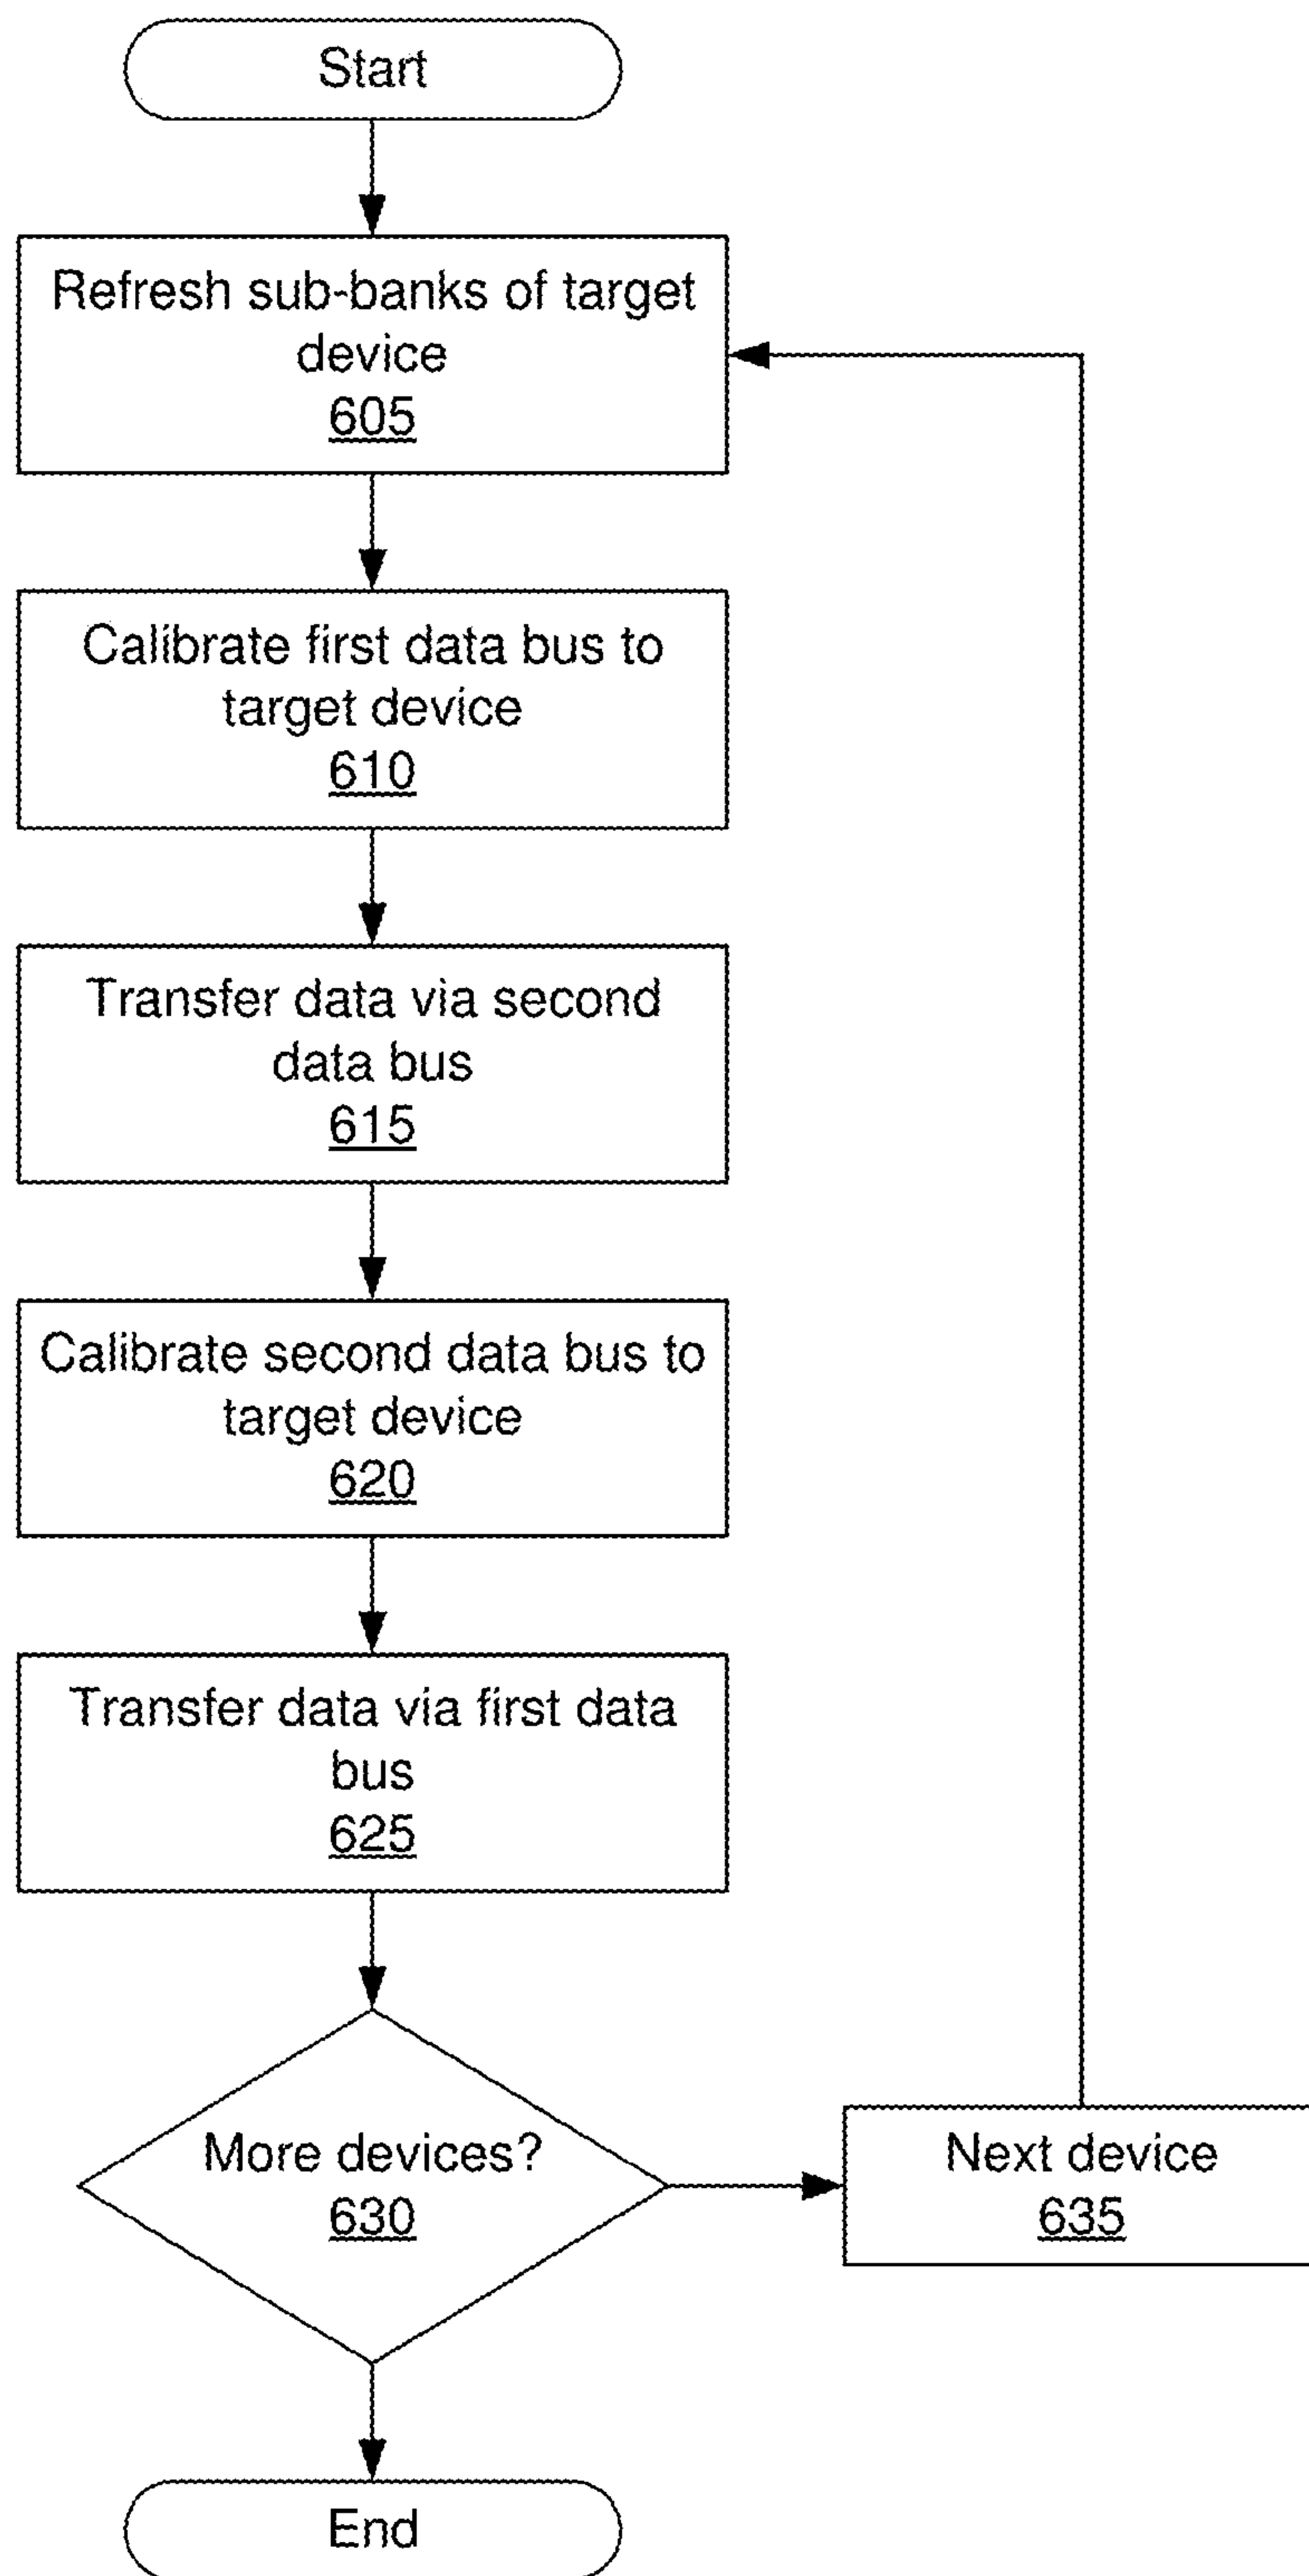 Start
Refresh sub-banks of target
device
605
Calibrate first data bus to
target device
610
Transfer data via second
data bus
615
Calibrate second data bus to
target device
620
Transfer data via first data
bus
625
More devices?
630
Next device
635
End